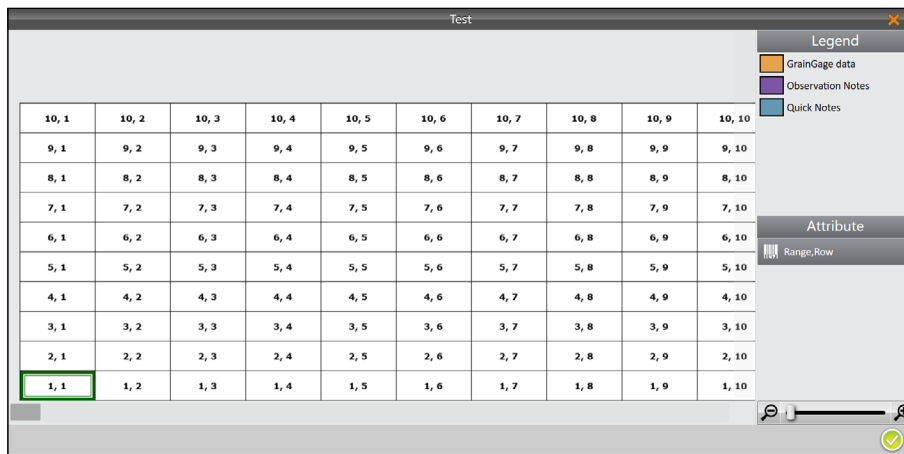 Test
Legend
GrainGage data
Observation Notes
Quick Notes
10, 1 10, 2 10, 3 10, 4 10, 5 10, 6 10, 7 10, 8 10, 9 10, 10
9, 1 9, 2 9, 3 9, 4 9, 5 9, 6 9, 7 9, 8 9, 9 9, 10
8, 1 8, 2 8, 3 8, 4 8, 5 8, 6 8, 7 8, 8 8, 9 8, 10
7, 1 7, 2 7, 3 7, 4 7, 5 7, 6 7, 7 7, 8 7, 9 7, 10
6, 1 6, 2 6, 3 6, 4 6, 5 6, 6 6, 7 6, 8 6, 9 6, 10
5, 1 5, 2 5, 3 5, 4 5, 5 5, 6 5, 7 5, 8 5, 9 5, 10
4, 1 4, 2 4, 3 4, 4 4, 5 4, 6 4, 7 4, 8 4, 9 4, 10
3, 1 3, 2 3, 3 3, 4 3, 5 3, 6 3, 7 3, 8 3, 9 3, 10
2, 1 2, 2 2, 3 2, 4 2, 5 2, 6 2, 7 2, 8 2, 9 2, 10
1, 1 1, 2 1, 3 1, 4 1, 5 1, 6 1, 7 1, 8 1, 9 1, 10
Attribute
Range,Row